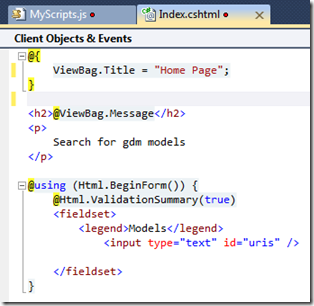 MyScripts.js Index.cshtml
Client Objects & Events
@{
ViewBag.Title = "Home Page";
}
<h2>@ViewBag.Message</h2>
<p>
Search for gdm models
</p>
@using (Html.BeginForm()) {
@Html.ValidationSummary(true)
<fieldset>
<legend>Models</legend>
<input type="text" id="uris" />
</fieldset>
}